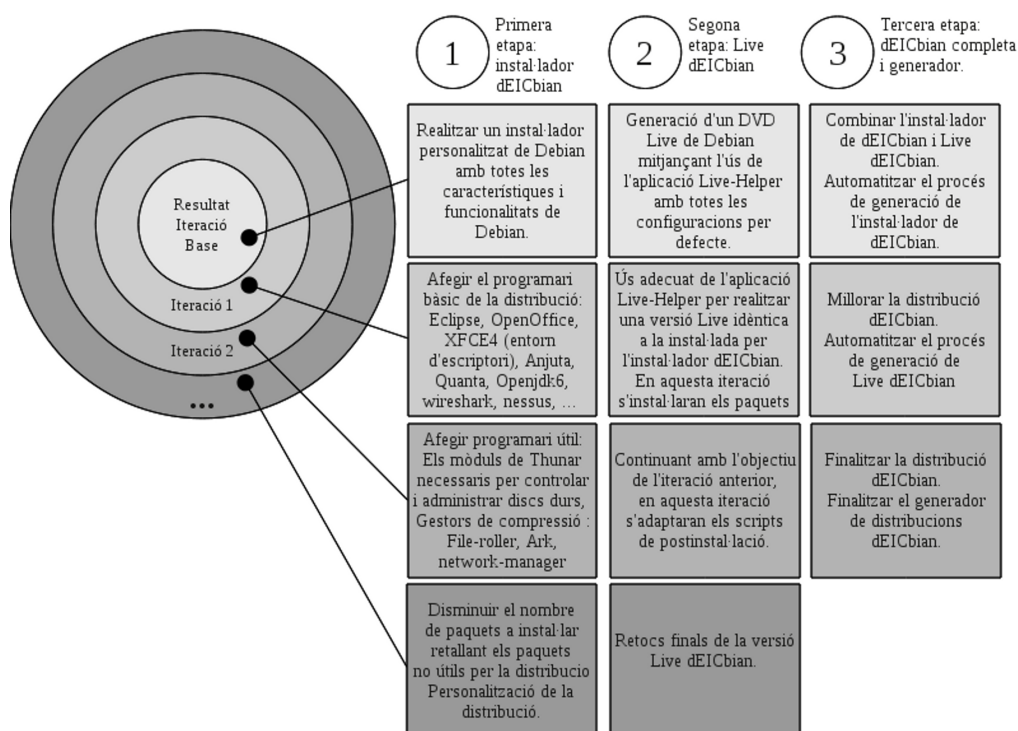 Resultat
Iteració
Base
Iteració 1
Iteració 2
...
1
Primera
etapa:
instal·lador
dEICbian
2
Segona
etapa: Live
dEICbian
3
Tercera etapa:
dEICbian completa
i generador.
Realitzar un instal·lador
personalitzat de Debian
amb totes les
característiques i
funcionalitats de
Debian.
Generació d'un DVD
Live de Debian
mitjançant l'ús de
l'aplicació Live-Helper
amb totes les
configuracions per
defecte.
Combinar l'instal·lador
de dEICbian i Live
dEICbian.
Automatitzar el procés
de generació de
l'instal·lador de
dEICbian.
Afegir el programari
bàsic de la distribució:
Eclipse, OpenOffice,
XFCE4 (entorn
d'escriptori), Anjuta,
Quanta, Openjdk6,
wireshark, nessus, ...
Ús adecuat de l'aplicació
Live-Helper per realitzar
una versió Live idèntica
a la instal·lada per
l'instal·lador dEICbian.
En aquesta iteració
s'instal·laran els paquets
Millorar la distribució
dEICbian.
Automatitzar el procés
de generació de
Live dEICbian
Afegir programari útil:
Els mòduls de Thunar
necessaris per controlar
i administrar discs durs,
Gestors de compressió :
File-roller, Ark,
network-manager
Continuant amb l'objectiu
de l'iteració anterior,
en aquesta iteració
s'adaptaran els scripts
de postinstal·lació.
Finalitzar la distribució
dEICbian.
Finalitzar el generador
de distribucions
dEICbian.
Disminuir el nombre
de paquets a instal·lar
retallant els paquets
no útils per la distribucio
Personalització de la
distribució.
Retocs finals de la versió
Live dEICbian.